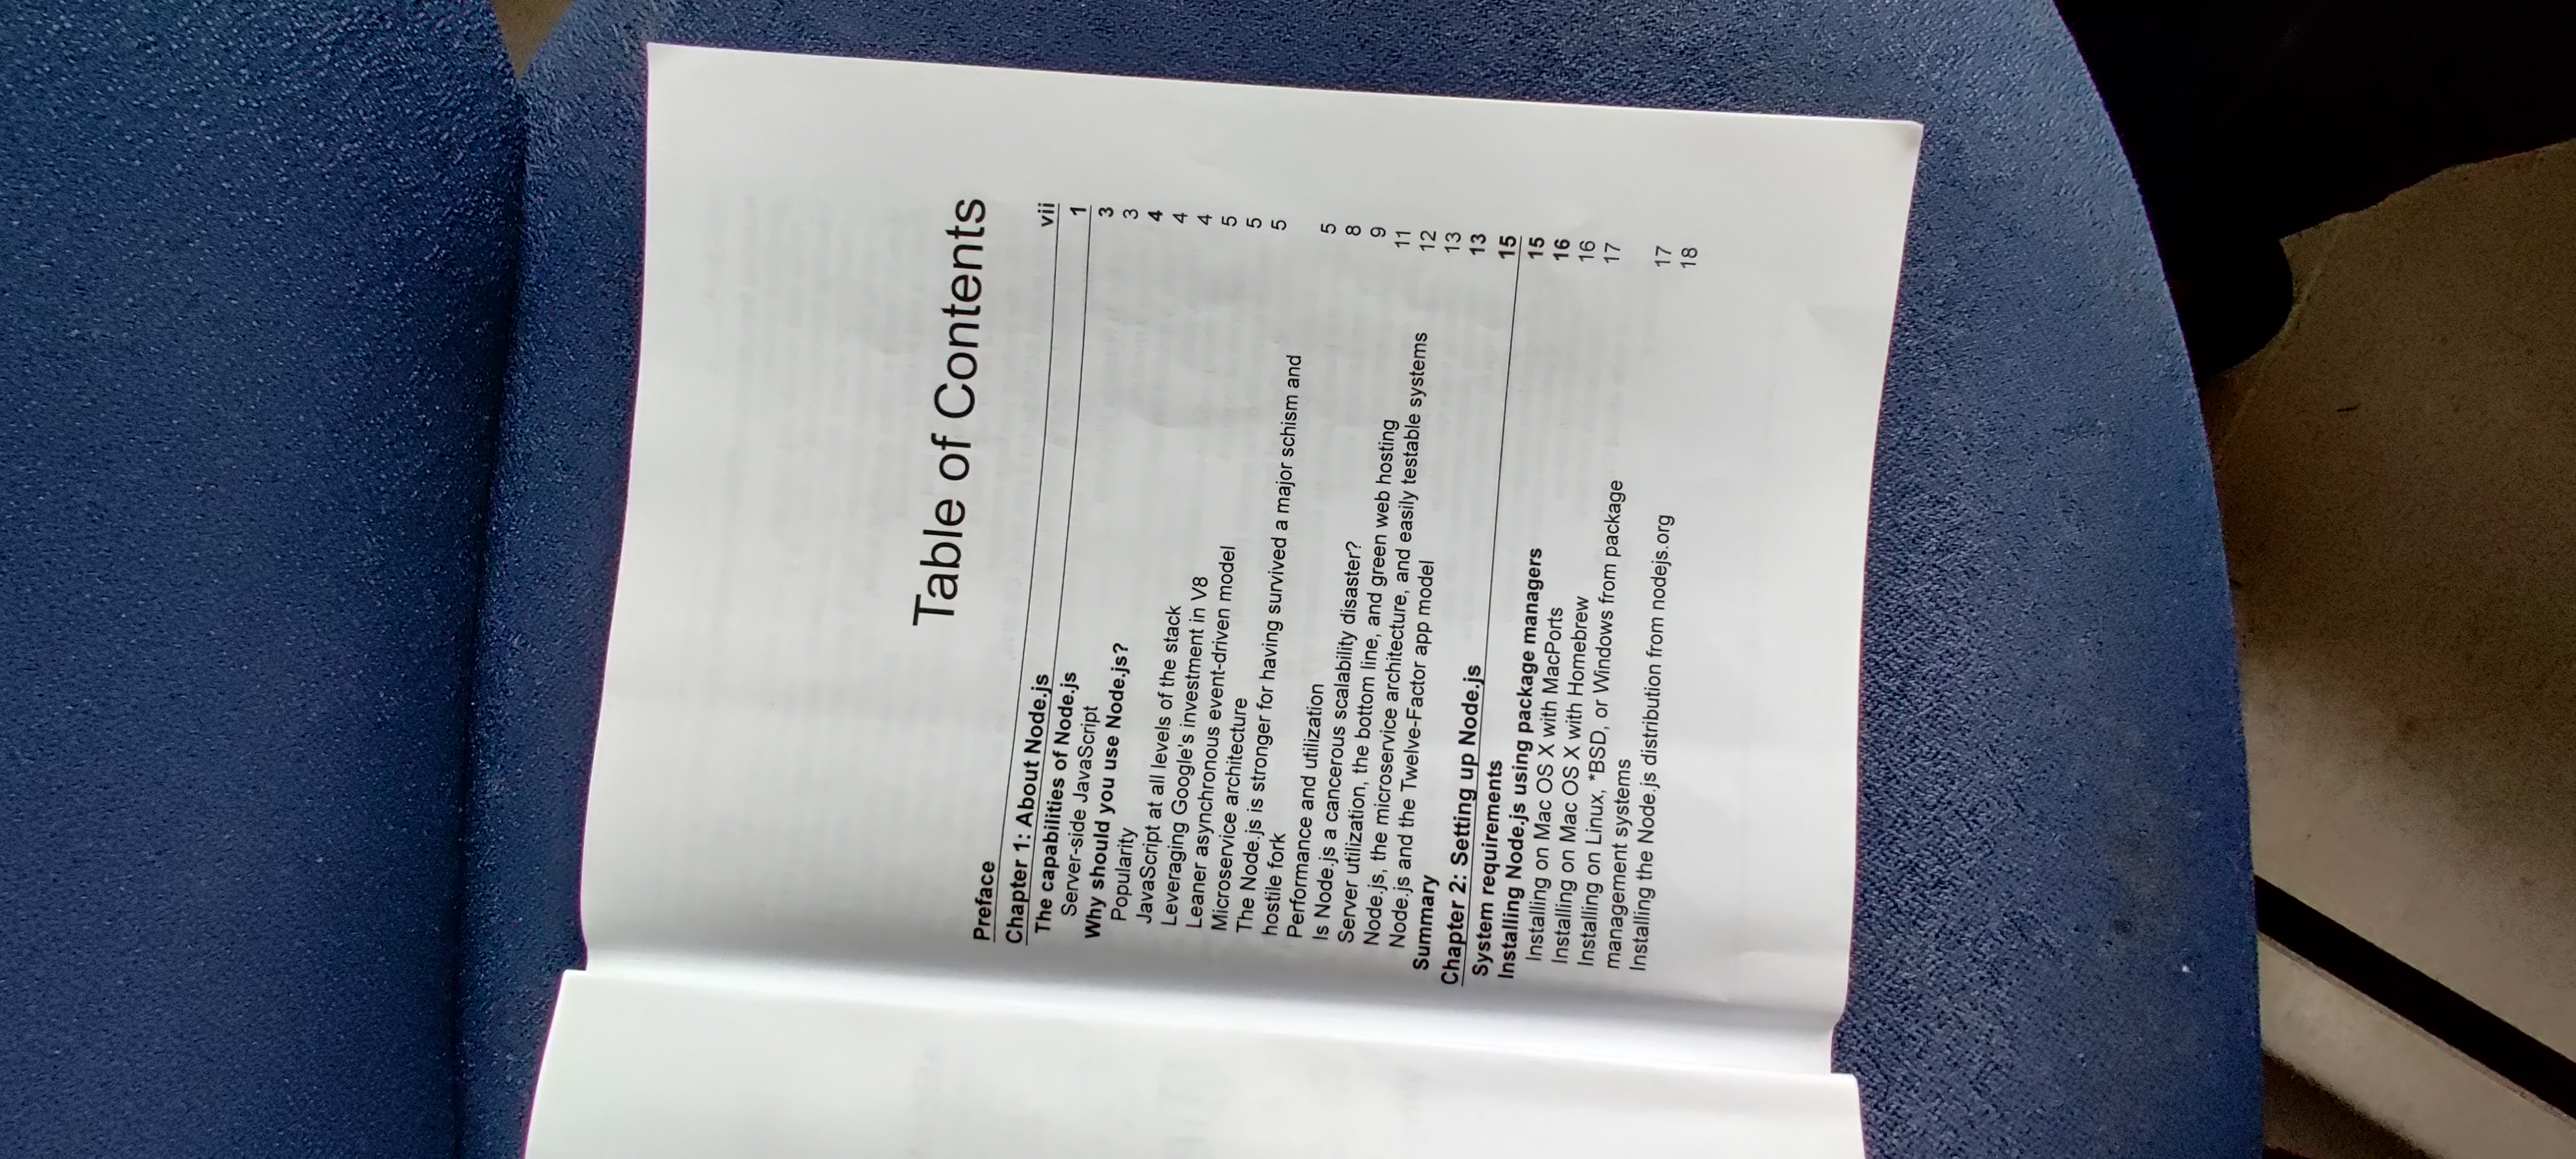 Table of Contents
Preface vii
Chapter 1: About Node.js 1
The capabilities of Node.js 3
Server-side JavaScript 3
Why should you use Node.js? 4
Popularity 4
JavaScript at all levels of the stack 4
Leveraging Google's investment in V8 5
Leaner asynchronous event-driven model 5
Microservice architecture 5
The Node.js is stronger for having survived a major schism and
hostile fork 5
Performance and utilization 8
Is Node.js a cancerous scalability disaster? 9
Server utilization, the bottom line, and green web hosting 11
Node.js, the microservice architecture, and easily testable systems 12
Node.js and the Twelve-Factor app model 13
Summary 13
Chapter 2: Setting up Node.js 15
System requirements 15
Installing Node.js using package managers 16
Installing on Mac OS X with MacPorts 16
Installing on Mac OS X with Homebrew 17
Installing on Linux, *BSD, or Windows from package
management systems 17
Installing the Node.js distribution from nodejs.org 18